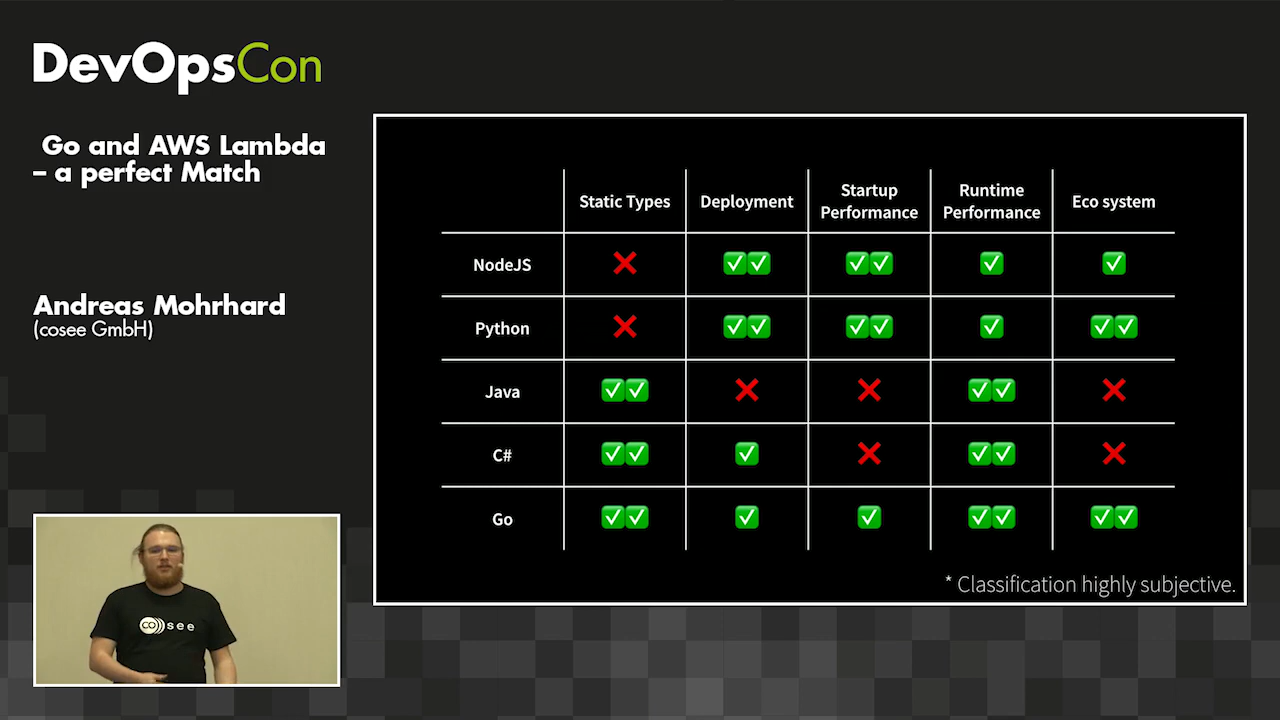 DevOpsCon
Go and AWS Lambda
– a perfect Match
Andreas Mohrhard
(cosee GmbH)
Static Types
Deployment
Startup
Performance
Runtime
Performance
Eco system
NodeJS ❌ ✅✅ ✅✅ ✅ ✅
Python ❌ ✅✅ ✅✅ ✅ ✅✅
Java ✅✅ ❌ ❌ ✅✅ ❌
C# ✅✅ ✅ ❌ ✅✅ ❌
Go ✅✅ ✅ ✅ ✅✅ ✅✅
* Classification highly subjective.
cosee